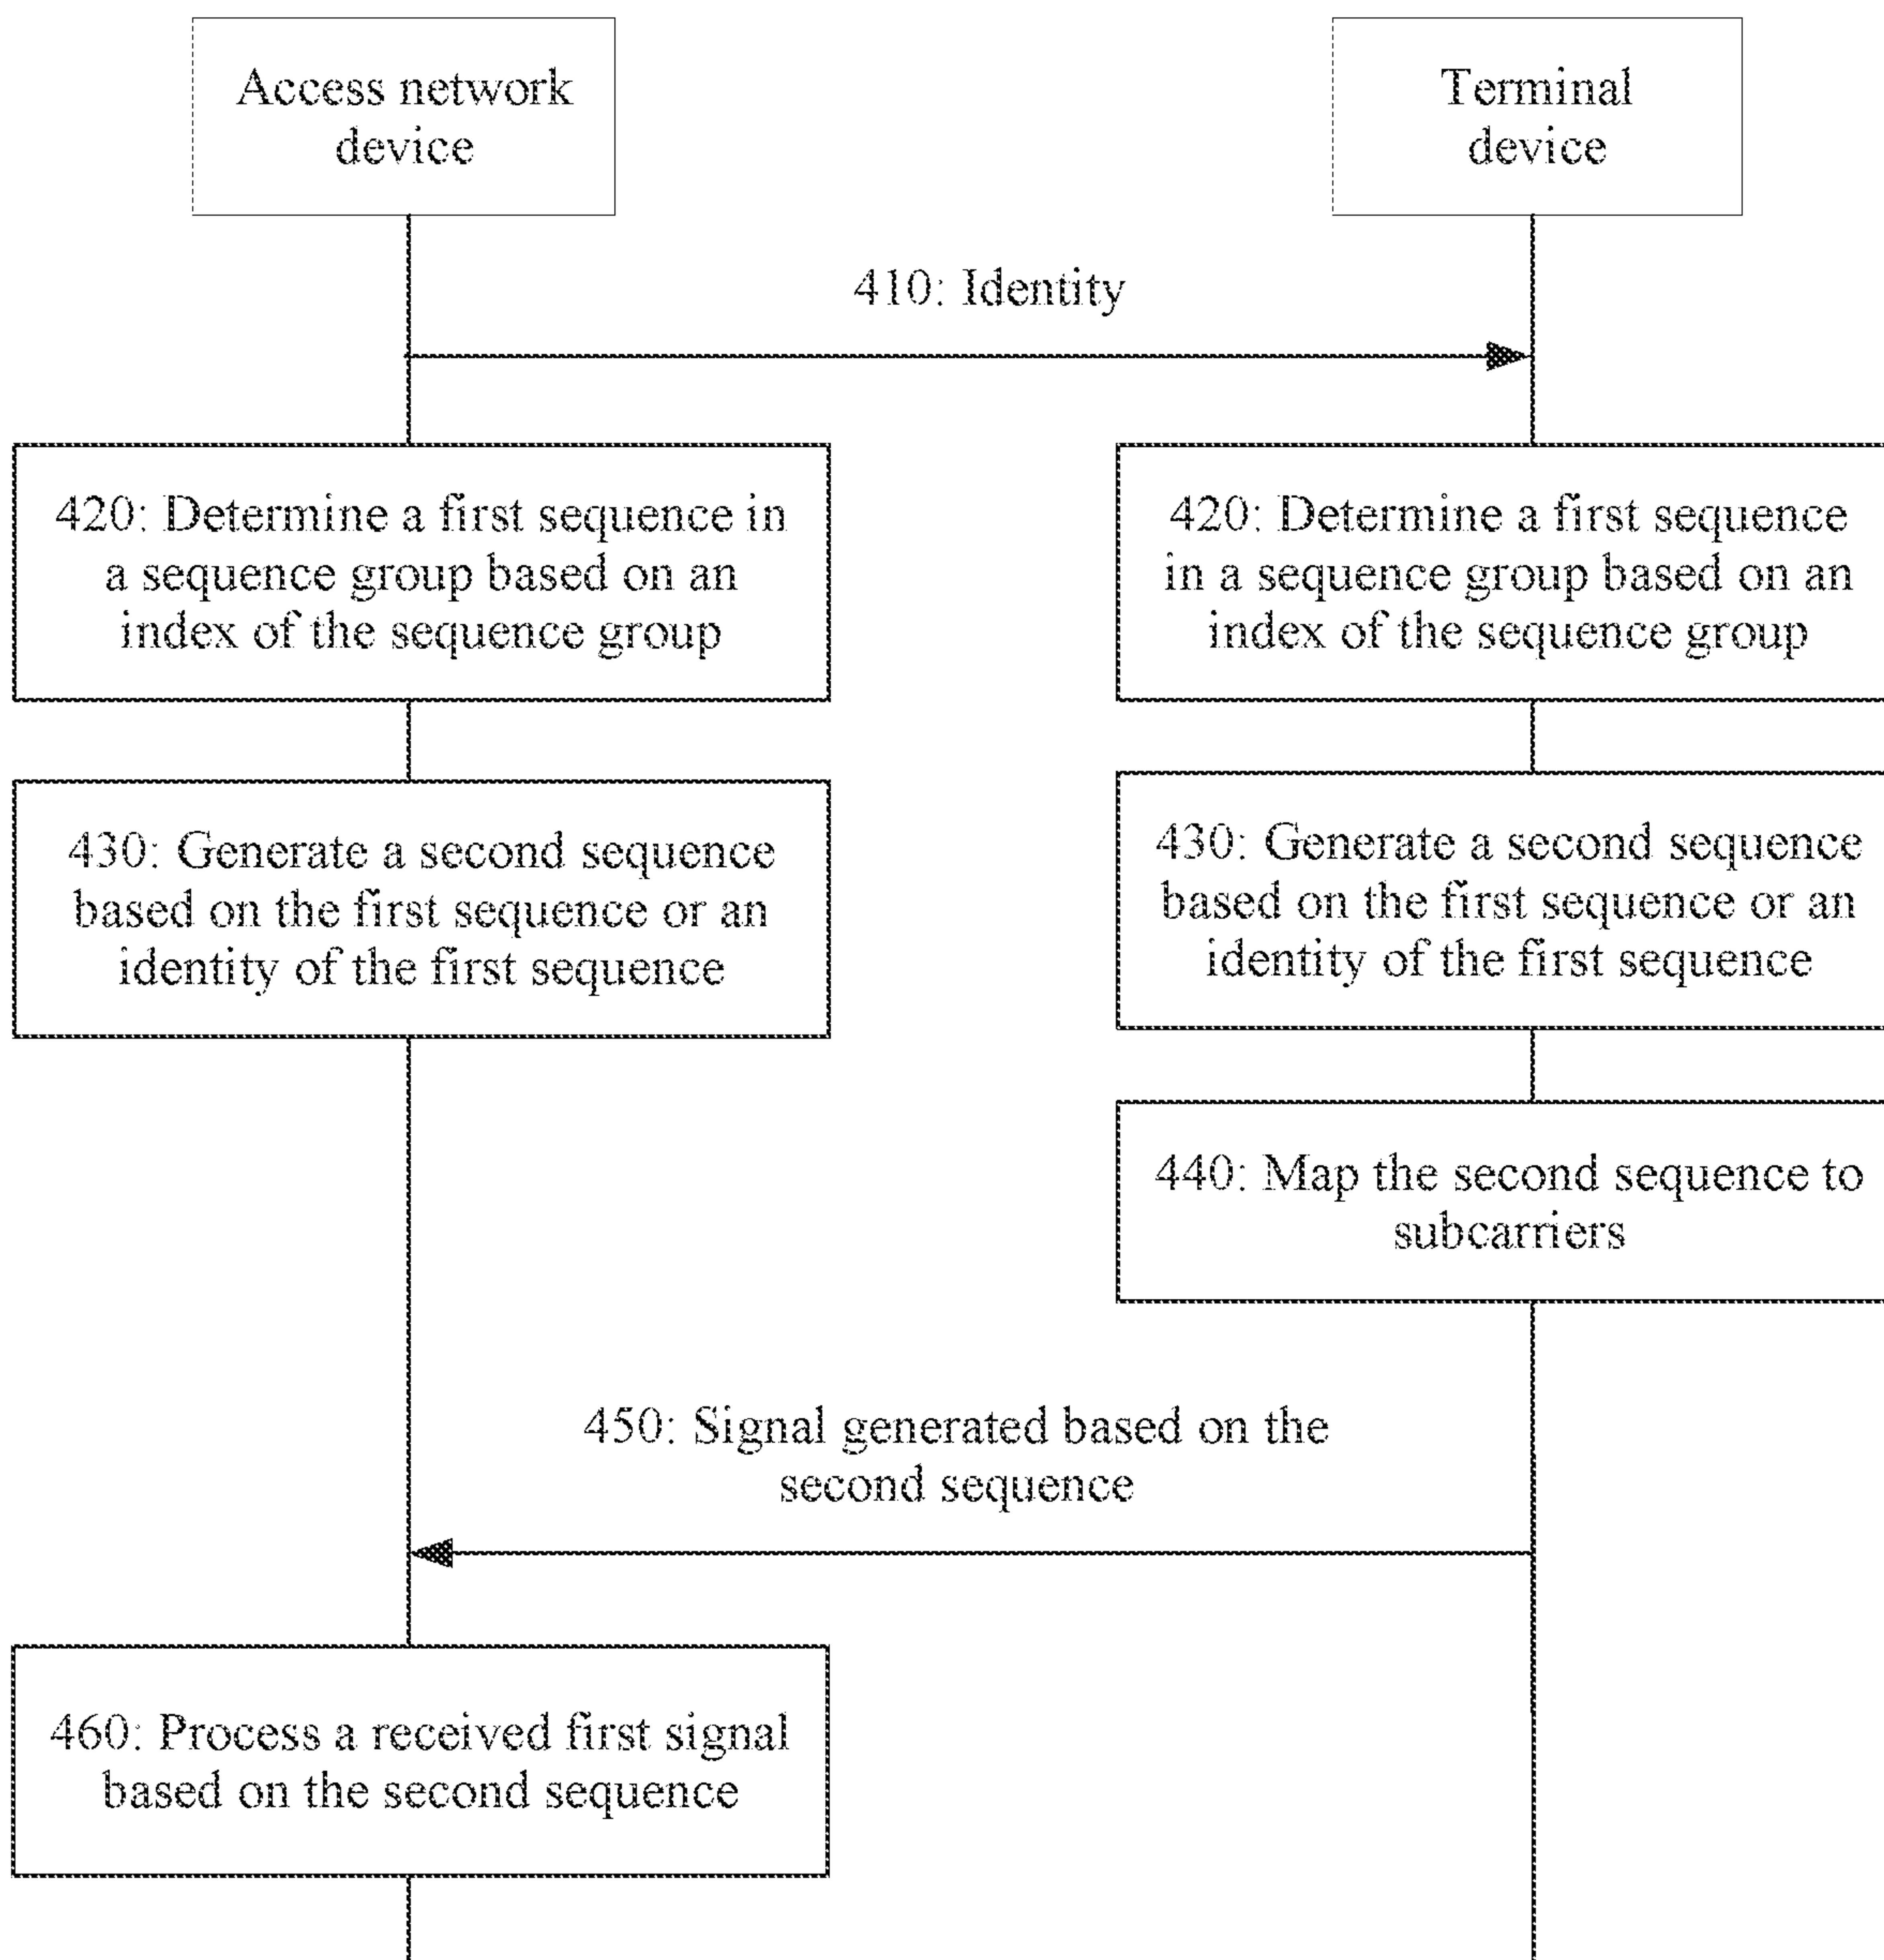 Access network
device
Terminal
device
410: Identity
420: Determine a first sequence in
a sequence group based on an
index of the sequence group
420: Determine a first sequence
in a sequence group based on an
index of the sequence group
430: Generate a second sequence
based on the first sequence or an
identity of the first sequence
430: Generate a second sequence
based on the first sequence or an
identity of the first sequence
440: Map the second sequence to
subcarriers
450: Signal generated based on the
second sequence
460: Process a received first signal
based on the second sequence